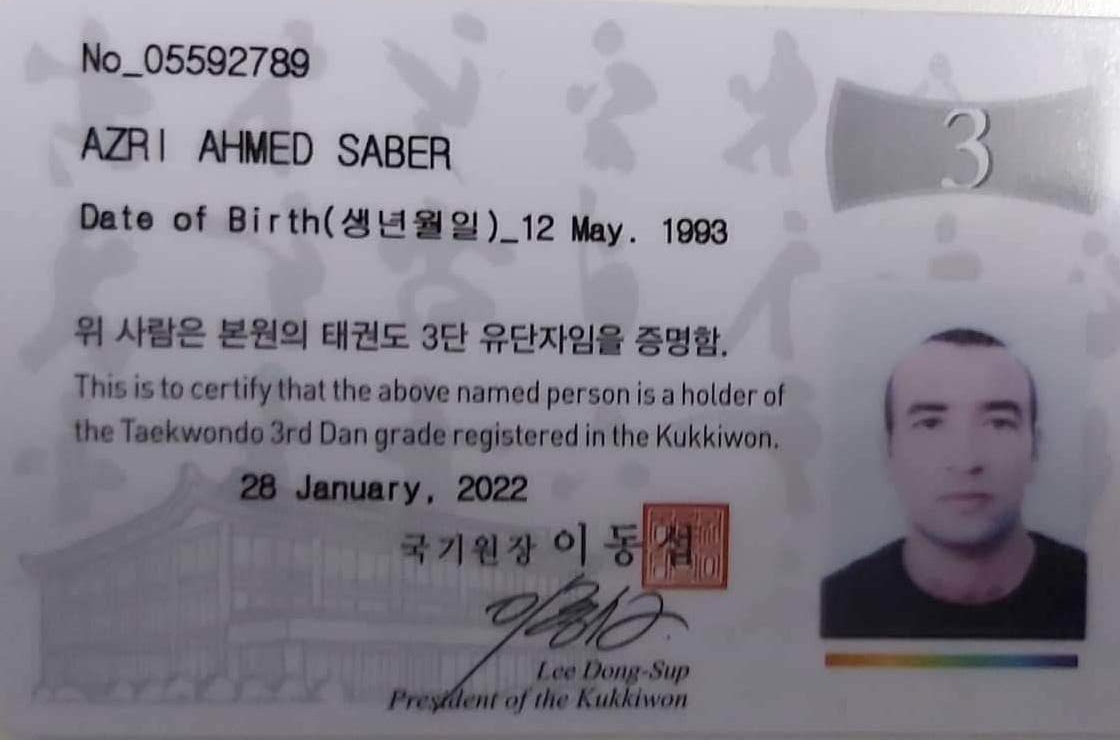 No_05592789
3
AZRI AHMED SABER
Date of Birth(생년월일)_12 May. 1993
위 사람은 본원의 태권도 3단 유단자임을 증명함.
This is to certify that the above named person is a holder of
the Taekwondo 3rd Dan grade registered in the Kukkiwon.
28 January, 2022
국기원장 이 동 섭
Lee Dong-Sup
President of the Kukkiwon